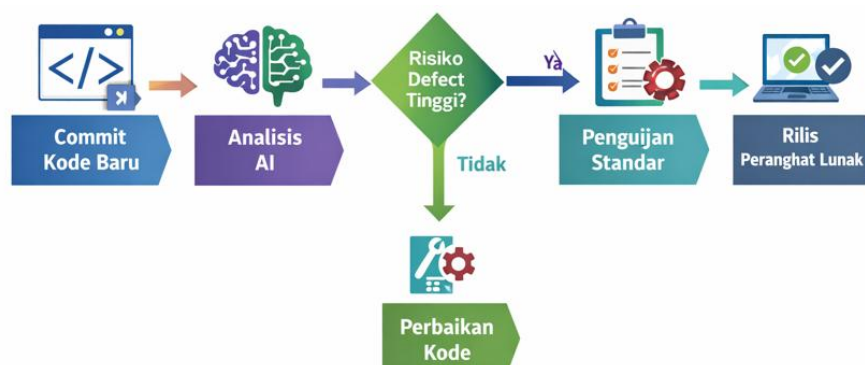 </>
Commit
Kode Baru
Analisis
AI
Risiko
Defect
Tinggi?
Ya
Tidak
Penguijan
Standar
Rilis
Peranghat Lunak
Perbaikan
Kode